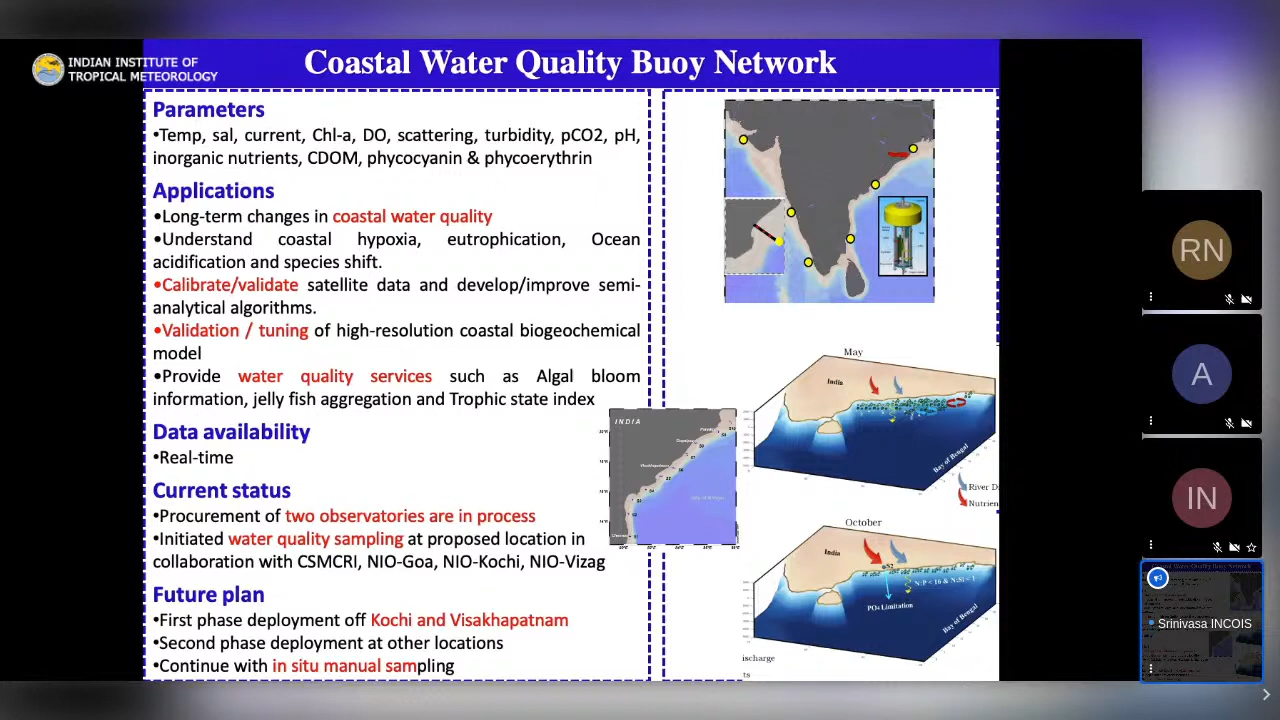 INDIAN INSTITUTE OF
TROPICAL METEOROLOGY
Coastal Water Quality Buoy Network
Parameters
•Temp, sal, current, Chl-a, DO, scattering, turbidity, pCO2, pH,
inorganic nutrients, CDOM, phycocyanin & phycoerythrin
Applications
•Long-term changes in coastal water quality
•Understand coastal hypoxia, eutrophication, Ocean
acidification and species shift.
•Calibrate/validate satellite data and develop/improve semi-
analytical algorithms.
•Validation / tuning of high-resolution coastal biogeochemical
model
•Provide water quality services such as Algal bloom
information, jelly fish aggregation and Trophic state index
Data availability
•Real-time
Current status
•Procurement of two observatories are in process
•Initiated water quality sampling at proposed location in
collaboration with CSMCRI, NIO-Goa, NIO-Kochi, NIO-Vizag
Future plan
•First phase deployment off Kochi and Visakhapatnam
•Second phase deployment at other locations
•Continue with in situ manual sampling
INDIA
May
India
Bay of Bengal
River D
Nutrien
October
India
N:P < 16 & N:Si < 1
PO4 Limitation
Bay of Bengal
ischarge
ts
RN
A
IN
Srinivasa INCOIS